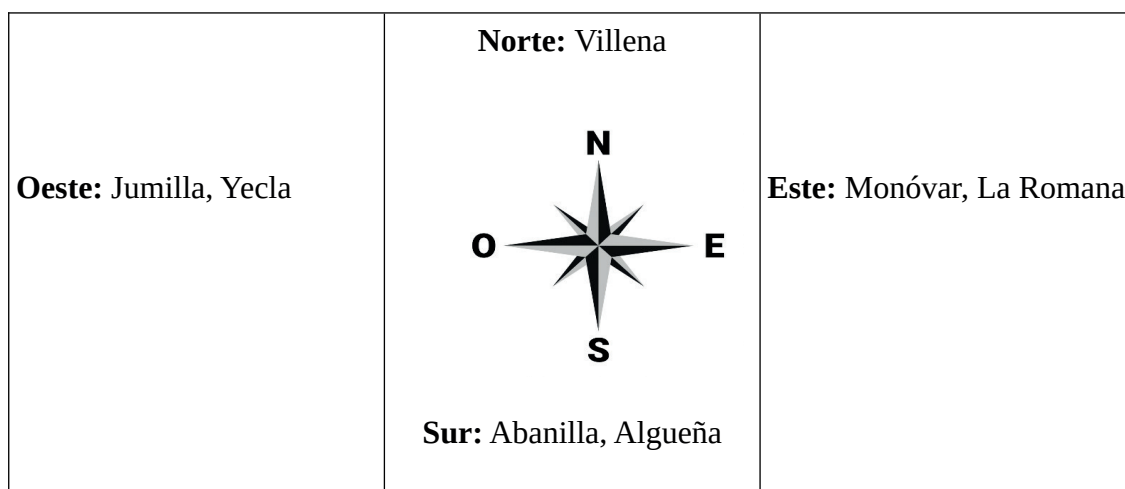 Norte: Villena
N
Oeste: Jumilla, Yecla
Este: Monóvar, La Romana
O
E
S
Sur: Abanilla, Algueña